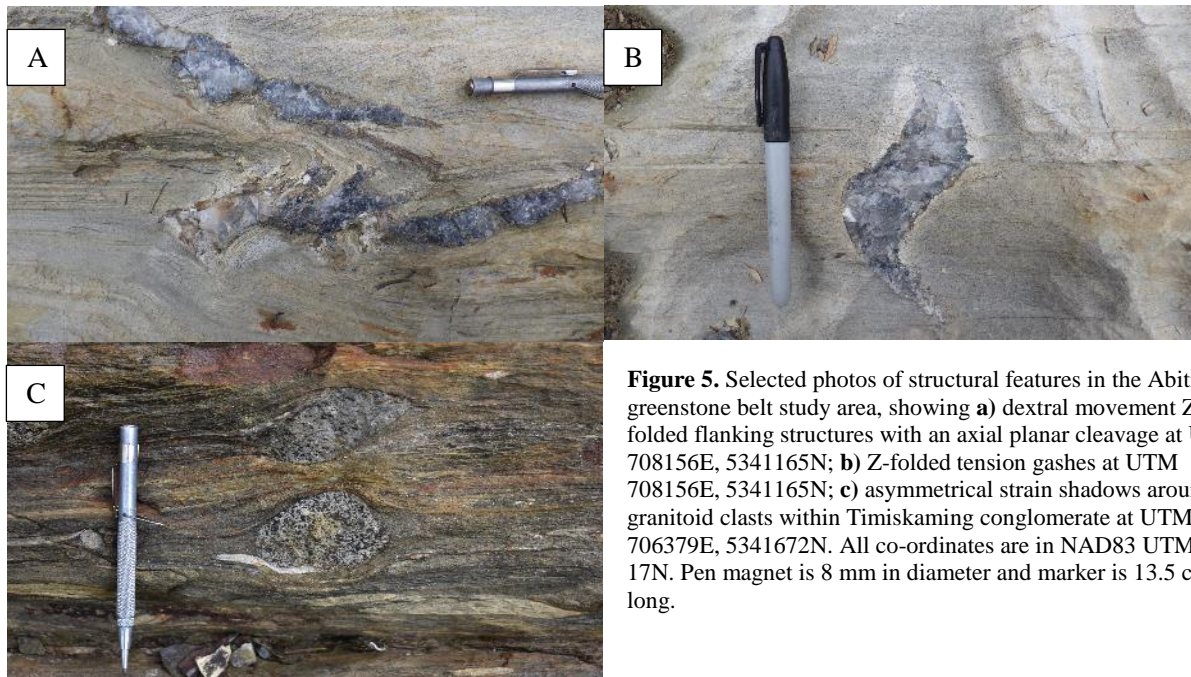 A
B
C
Figure 5. Selected photos of structural features in the Abit
greenstone belt study area, showing a) dextral movement Z
folded flanking structures with an axial planar cleavage at
708156E, 5341165N; b) Z-folded tension gashes at UTM
708156E, 5341165N; c) asymmetrical strain shadows arou
granitoid clasts within Timiskaming conglomerate at UTM
706379E, 5341672N. All co-ordinates are in NAD83 UTM
17N. Pen magnet is 8 mm in diameter and marker is 13.5 c
long.